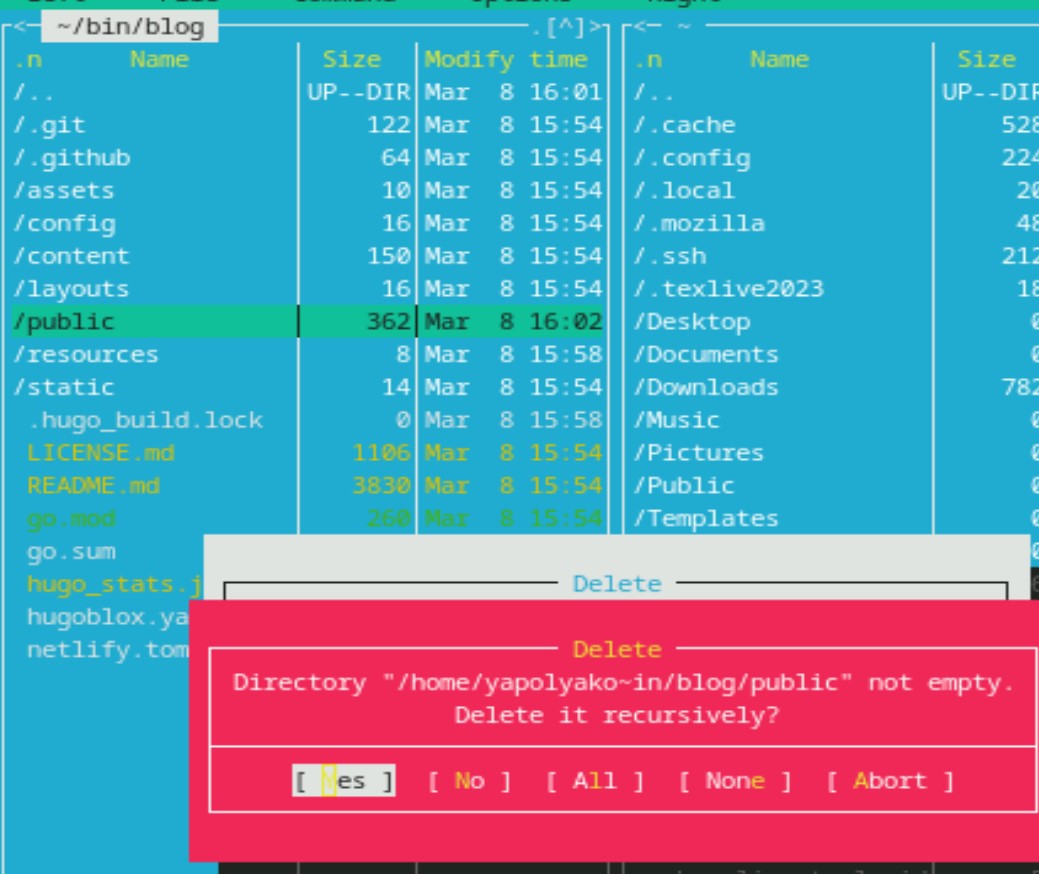 Left File Command Options Right
<─ ~/bin/blog .[^]>
.n Name Size Modify time
/.. UP--DIR Mar 8 16:01
/.git 122 Mar 8 15:54
/.github 64 Mar 8 15:54
/assets 10 Mar 8 15:54
/config 16 Mar 8 15:54
/content 150 Mar 8 15:54
/layouts 16 Mar 8 15:54
/public 362 Mar 8 16:02
/resources 8 Mar 8 15:58
/static 14 Mar 8 15:54
.hugo_build.lock 0 Mar 8 15:58
LICENSE.md 1106 Mar 8 15:54
README.md 3830 Mar 8 15:54
go.mod 260 Mar 8 15:54
go.sum
hugo_stats.j
hugoblox.ya
netlify.tom
<─ ~
.n Name Size
/.. UP--DIR
/.cache 528
/.config 224
/.local 20
/.mozilla 48
/.ssh 212
/.texlive2023 18
/Desktop 0
/Documents 0
/Downloads 782
/Music 0
/Pictures 0
/Public 0
/Templates 0
Delete
Delete
Directory "/home/yapolyako~in/blog/public" not empty.
Delete it recursively?
[ Yes ] [ No ] [ All ] [ None ] [ Abort ]